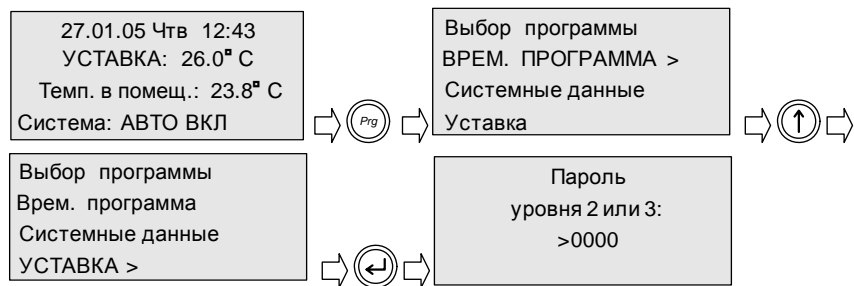 27.01.05 Чтв 12:43
УСТАВКА: 26.0° C
Темп. в помещ.: 23.8° C
Система: АВТО ВКЛ
Prg
Выбор программы
ВРЕМ. ПРОГРАММА >
Системные данные
Уставка
Выбор программы
Врем. программа
Системные данные
УСТАВКА >
Пароль
уровня 2 или 3:
>0000